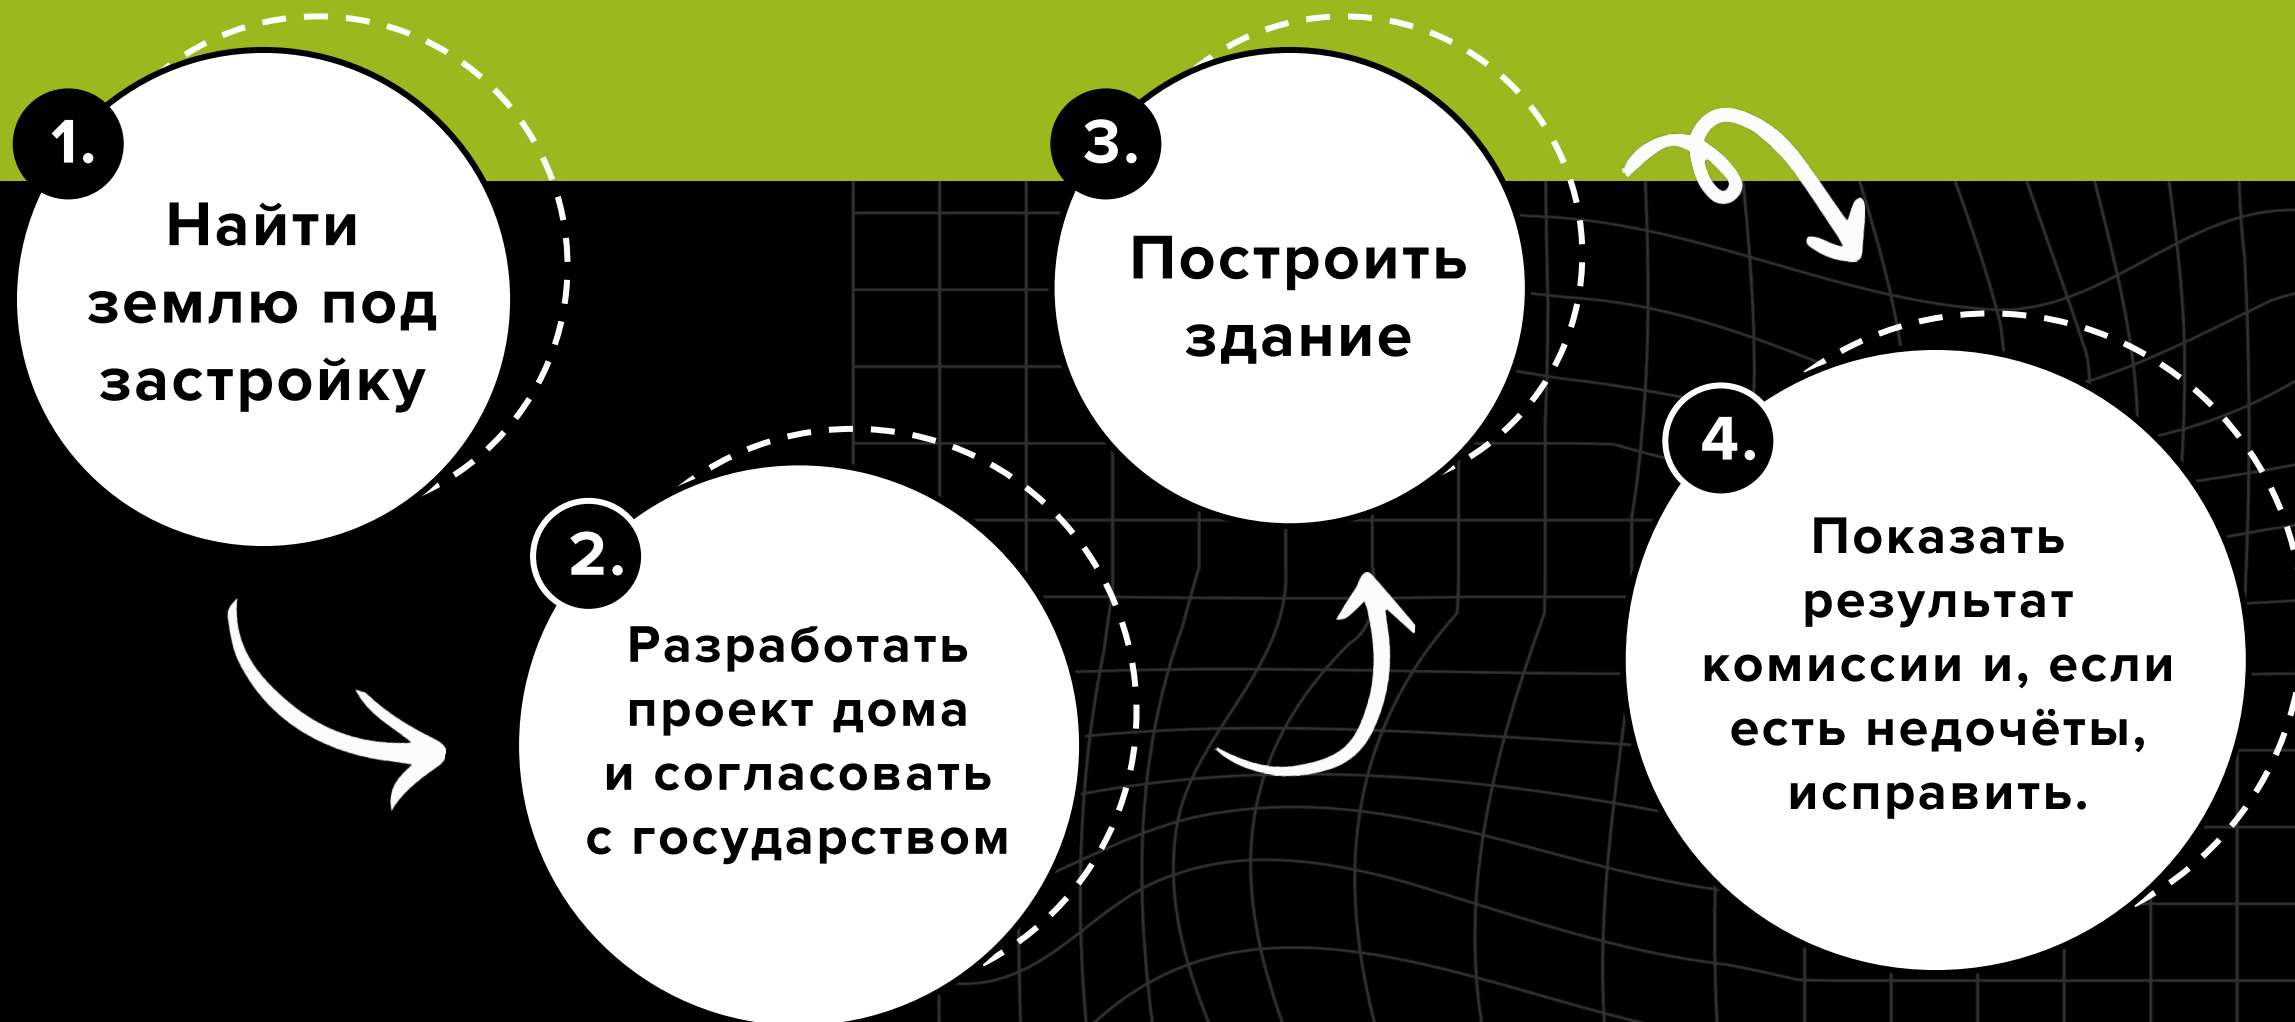 1.
Найти
землю под
застройку
2.
Разработать
проект дома
и согласовать
с государством
3.
Построить
здание
4.
Показать
результат
комиссии и, если
есть недочёты,
исправить.